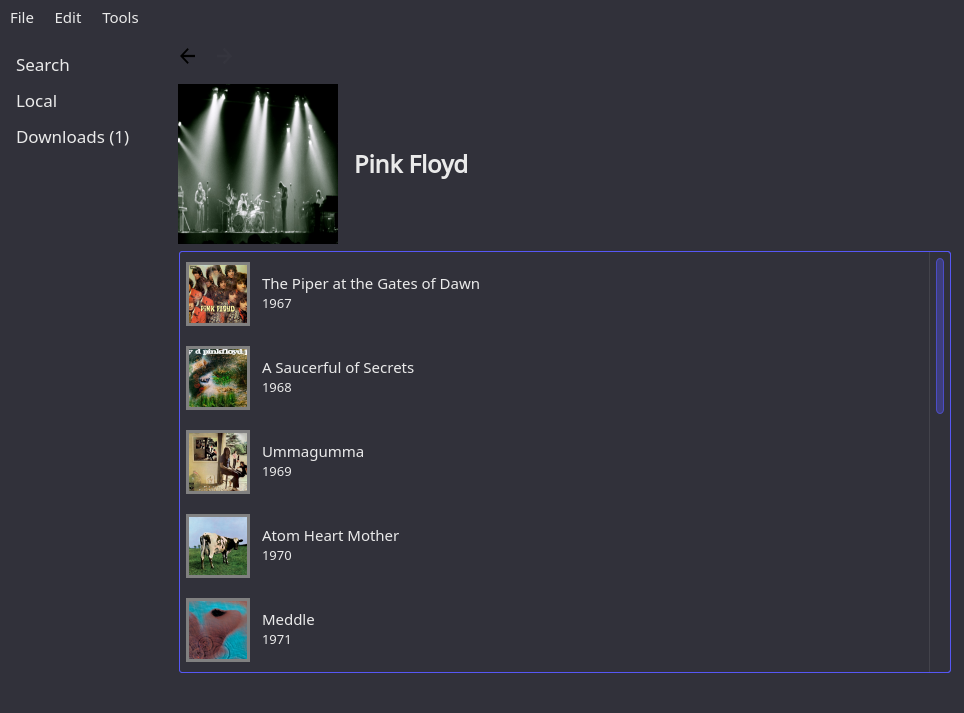 File Edit Tools
Search
Local
Downloads (1)
Pink Floyd
The Piper at the Gates of Dawn
1967
PINK FLOYD
A Saucerful of Secrets
1968
d pinkfloyd
Ummagumma
1969
Atom Heart Mother
1970
Meddle
1971